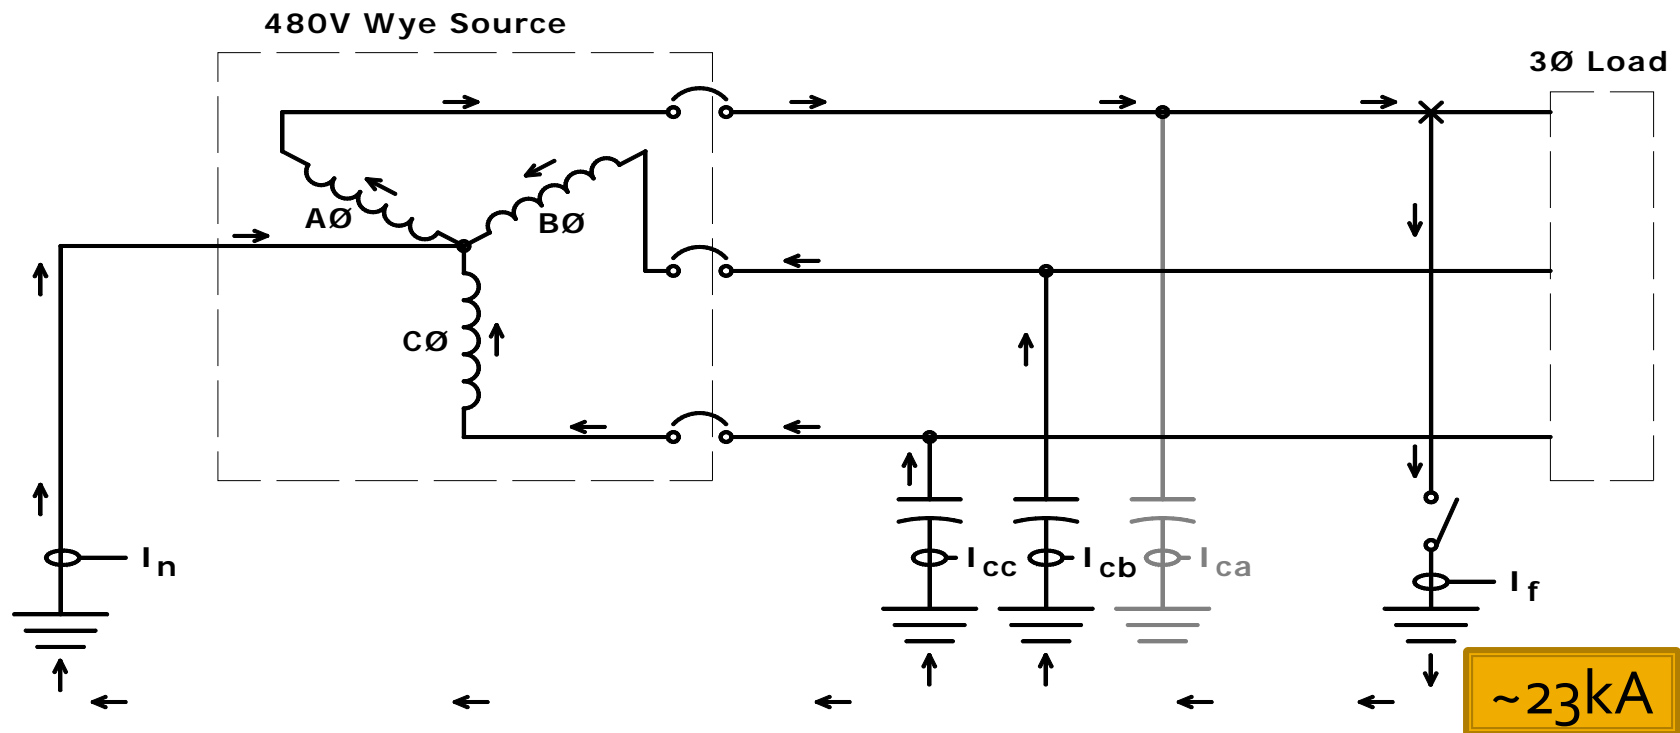 480V Wye Source
3Ø Load
AØ
BØ
CØ
In
Icc
Icb
Ica
If
~23kA